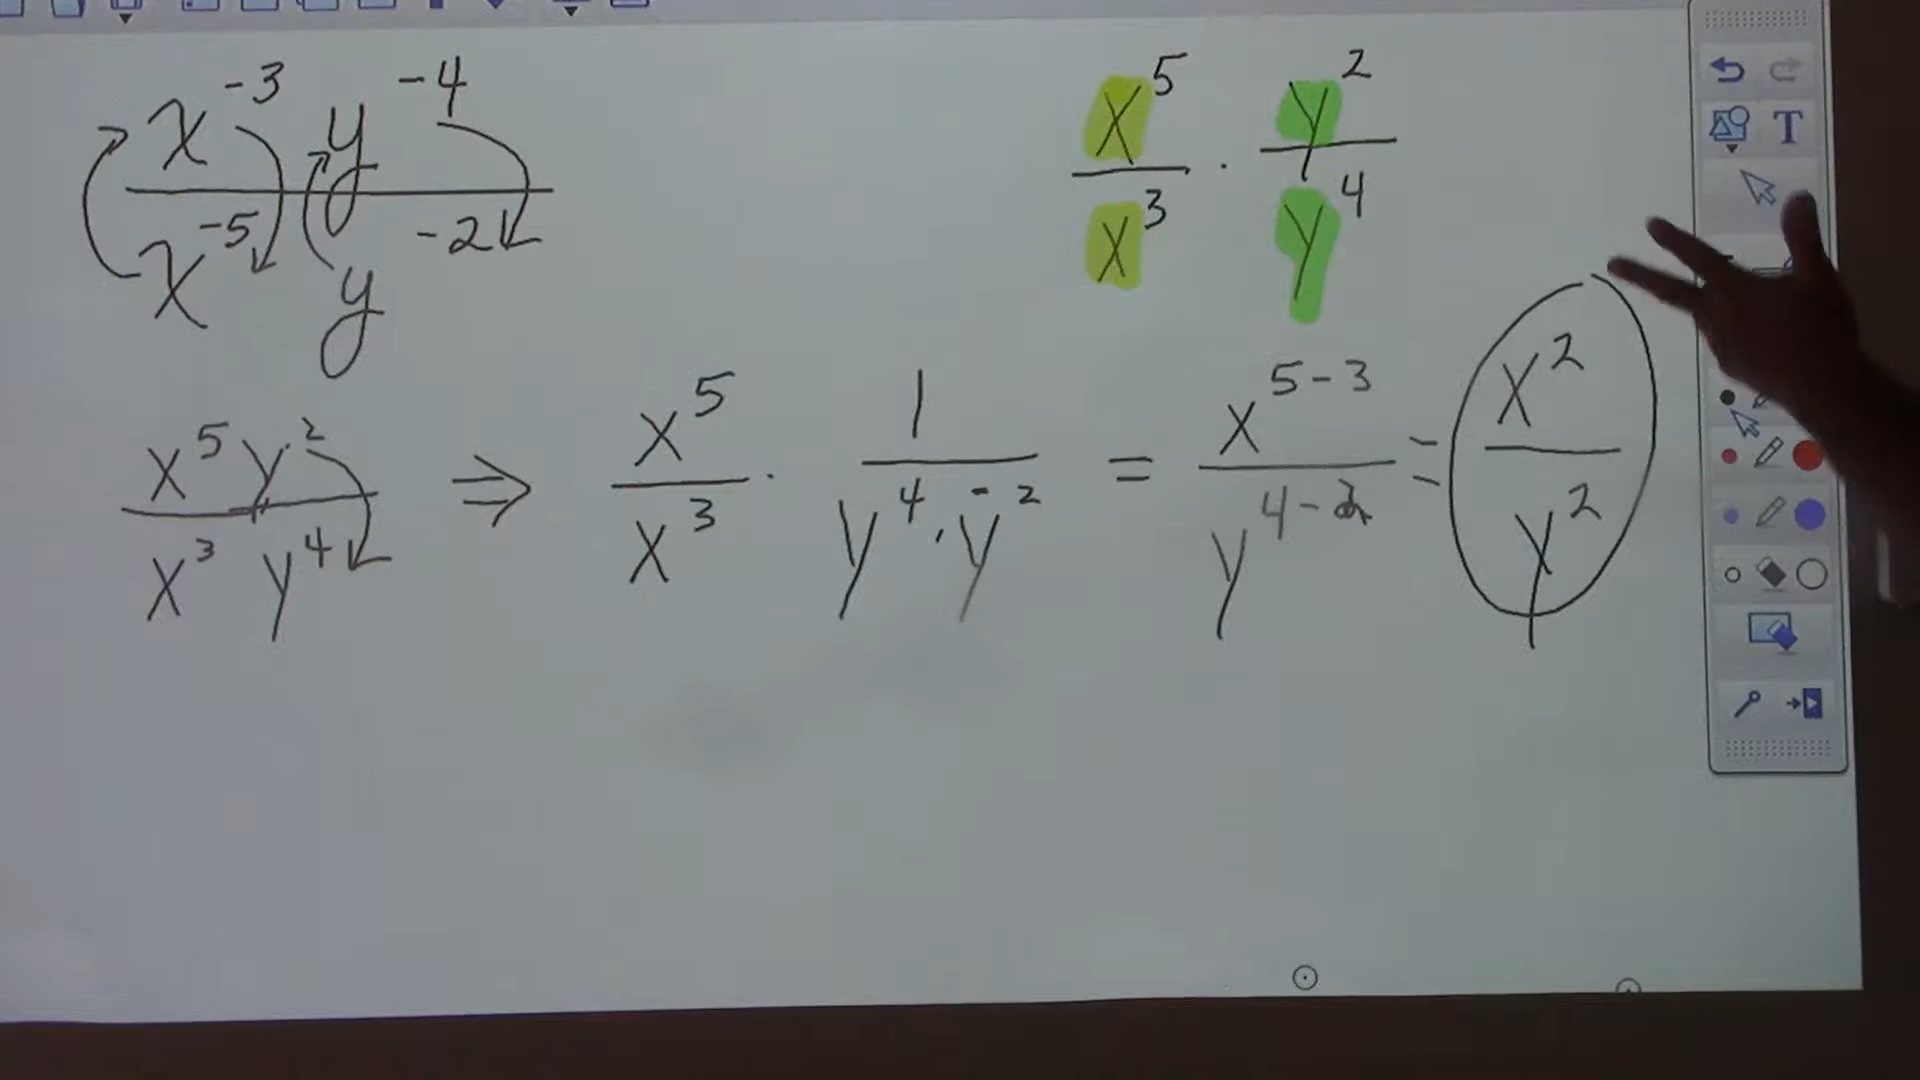 x^-3 y^-4 / x^-5 y^-2
X^5 / X^3 · Y^2 / Y^4
X^5 Y^2 / X^3 Y^4 ⇒ X^5 / X^3 · 1 / Y^4 · Y^-2 = X^5-3 / Y^4-2 = X^2 / Y^2
T